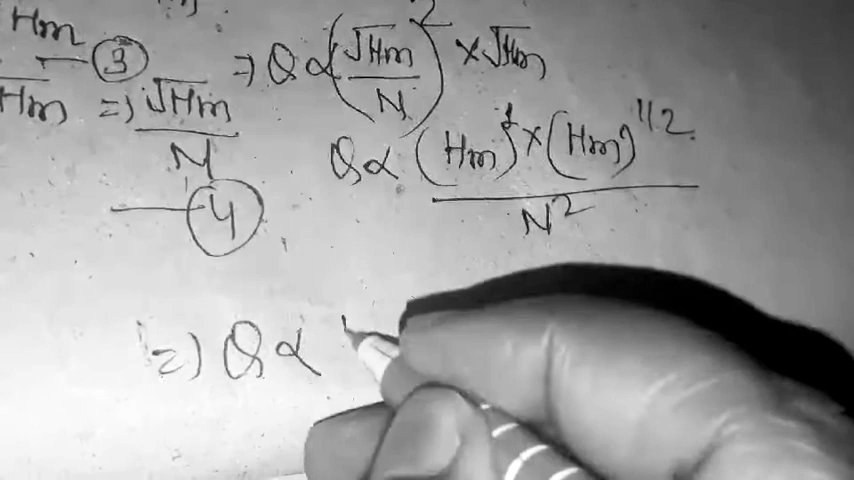 Hm
— ③ ⇒ Q ∝ (√Hm / N)² × √Hm
Hm ⇒ √Hm / N
— ④
Q ∝ (Hm)¹ × (Hm)^1/2 / N²
⇒ Q ∝